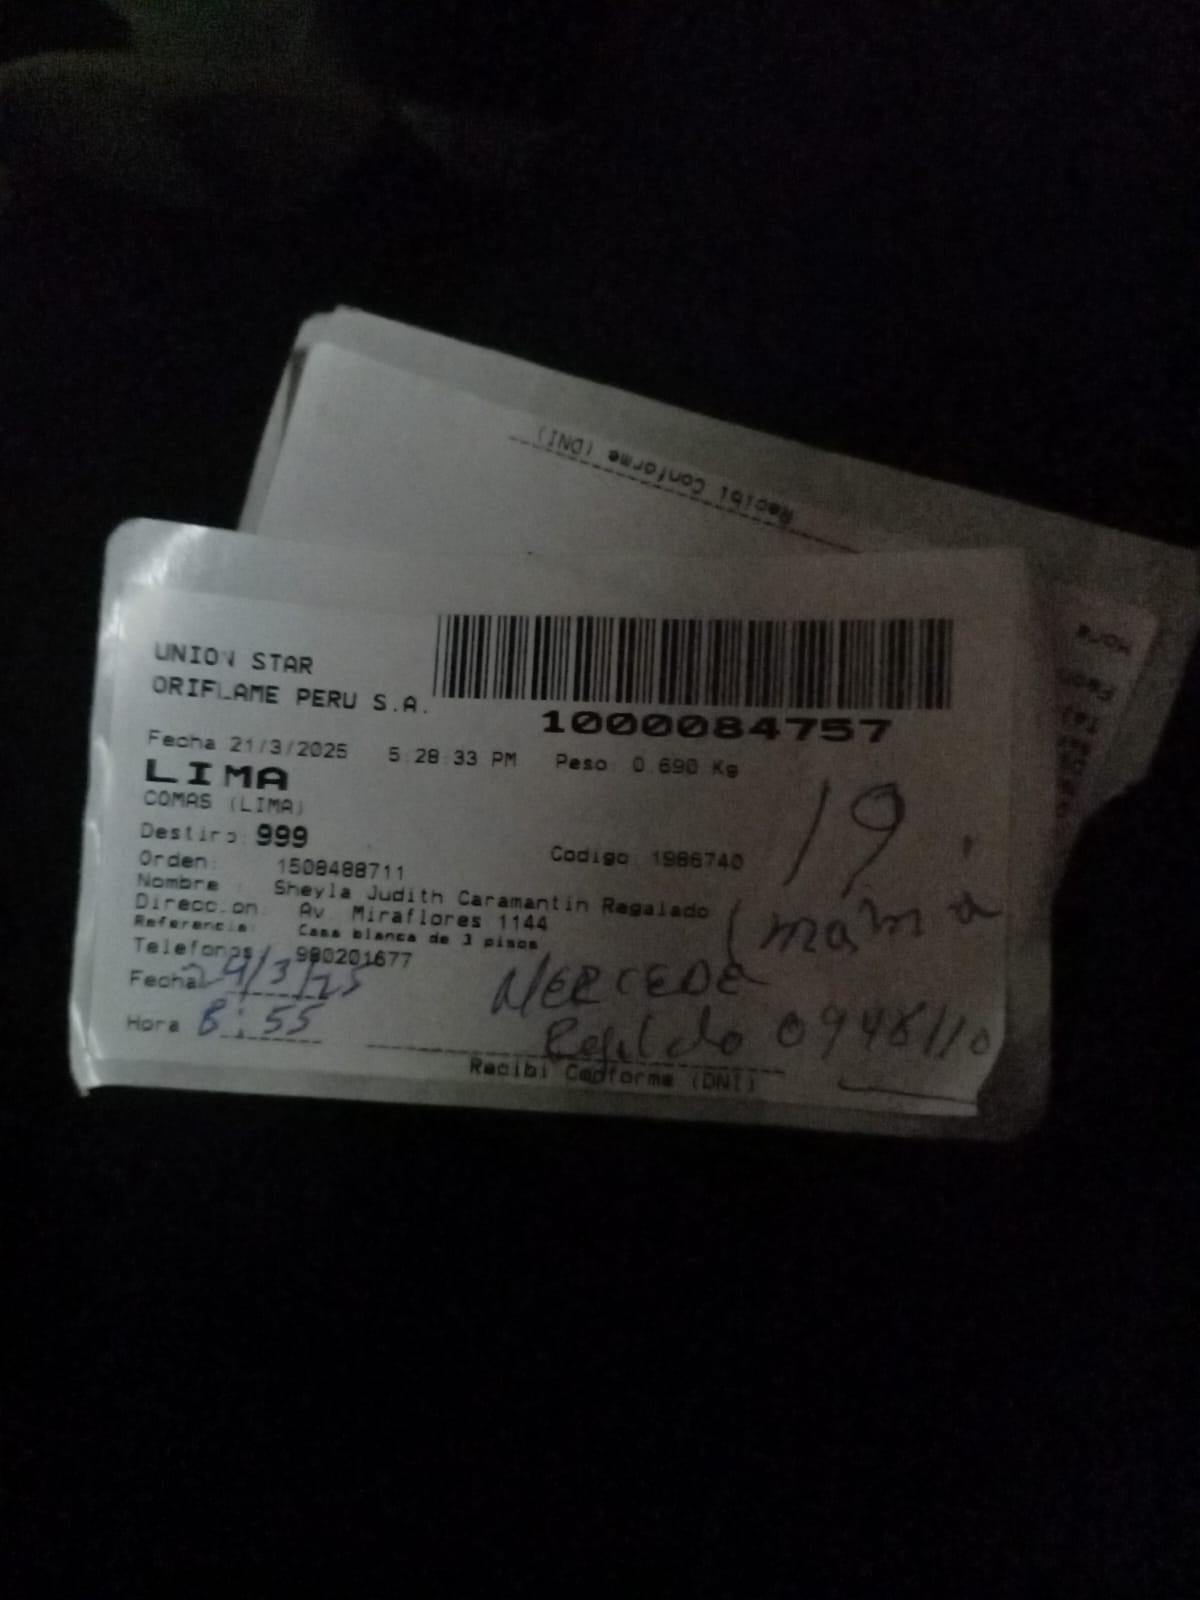 Recibi Conforme (DNI)
Hora
UNION STAR
ORIFLAME PERU S.A.
1000084757
Fecha 21/3/2025 5:28:33 PM Peso: 0.690 Kg
LIMA
COMAS (LIMA)
Destino: 999
19
Orden: 1508488711 Codigo: 1986740
Nombre : Sheyla Judith Caramantin Regalado
Direccion: Av. Miraflores 1144
(mamá
Referencia: Casa blanca de 3 pisos
Telefonos 980201677
Fecha 24/3/25
MERCEDE
Hora 8:55
0948110
Recibi Conforme (DNI)